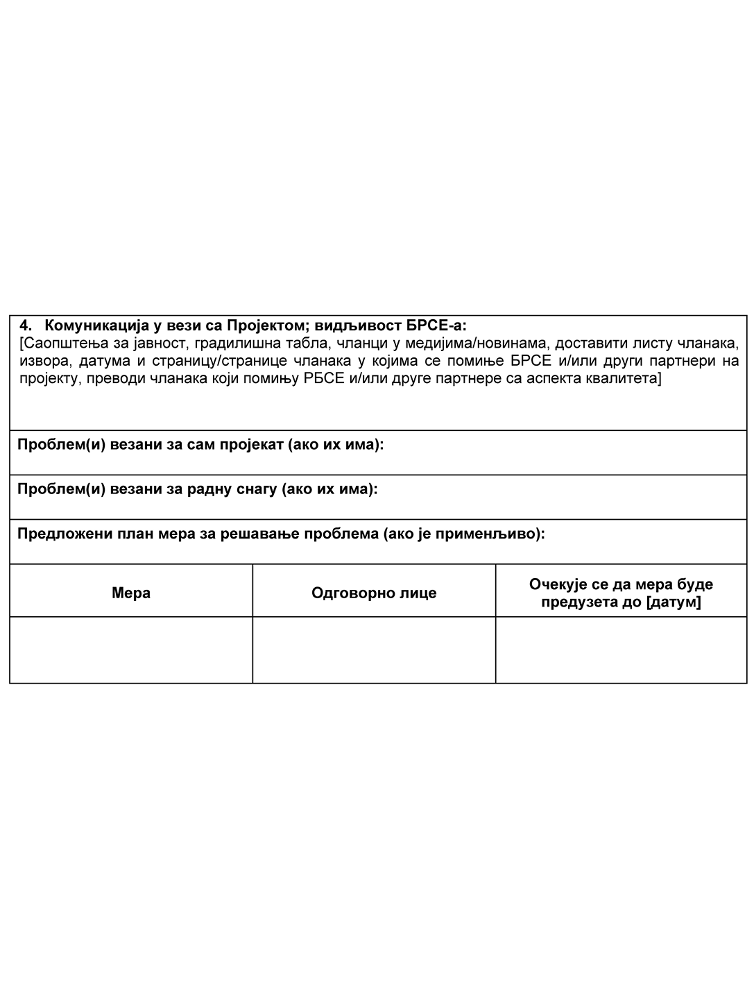 4. Комуникација у вези са Пројектом; видљивост БРСЕ-а:
[Саопштења за јавност, градилишна табла, чланци у медијима/новинама, доставити листу чланака,
извора, датума и страницу/странице чланака у којима се помиње БРСЕ и/или други партнери на
пројекту, преводи чланака који помињу РБСЕ и/или друге партнере са аспекта квалитета]
Проблем(и) везани за сам пројекат (ако их има):
Проблем(и) везани за радну снагу (ако их има):
Предложени план мера за решавање проблема (ако је применљиво):
Мера
Одговорно лице
Очекује се да мера буде
предузета до [датум]